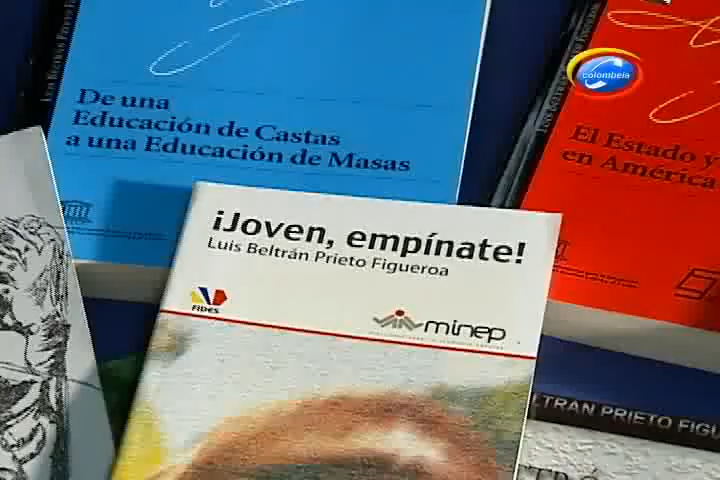 colombeia
De una
Educación de Castas
a una Educación de Masas
El Estado y
en América
¡Joven, empínate!
Luis Beltrán Prieto Figueroa
FIDES
minep
LTRAN PRIETO FIGU